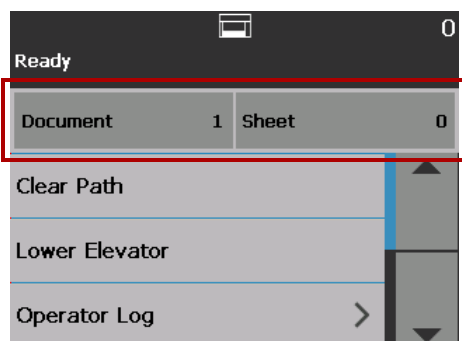 0
Ready
Document 1 Sheet 0
Clear Path
Lower Elevator
Operator Log